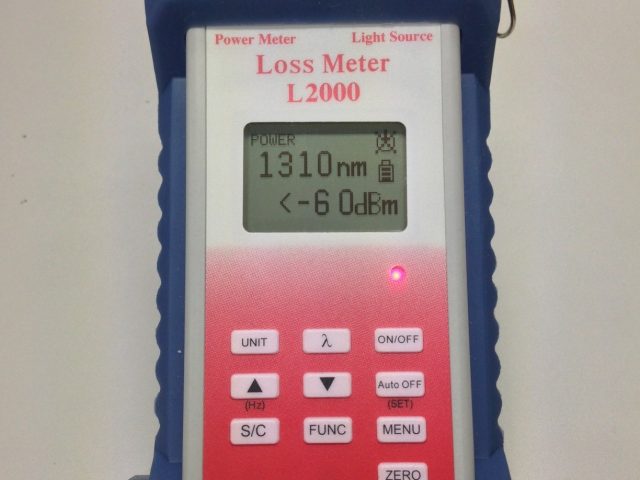 Power Meter Light Source
Loss Meter
L2000
POWER
1310nm
<-60dBm
UNIT λ ON/OFF
▲ ▼ Auto OFF
(Hz) (SET)
S/C FUNC MENU
ZERO